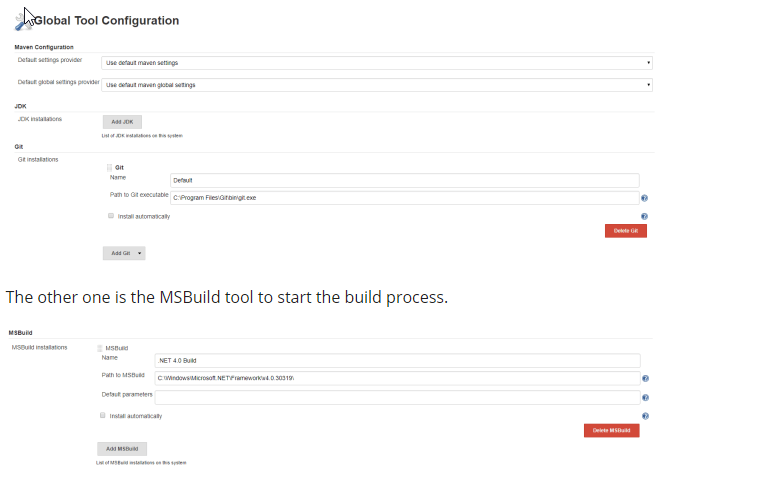 Global Tool Configuration
Maven Configuration
Default settings provider
Use default maven settings
Default global settings provider
Use default maven global settings
JDK
JDK installations
Add JDK
List of JDK installations on this system
Git
Git installations
Git
Name
Default
Path to Git executable
C:\Program Files\Git\bin\git.exe
Install automatically
Delete Git
Add Git
The other one is the MSBuild tool to start the build process.
MSBuild
MSBuild installations
MSBuild
Name
.NET 4.0 Build
Path to MSBuild
C:\Windows\Microsoft.NET\Framework\v4.0.30319\
Default parameters
Install automatically
Delete MSBuild
Add MSBuild
List of MSBuild installations on this system